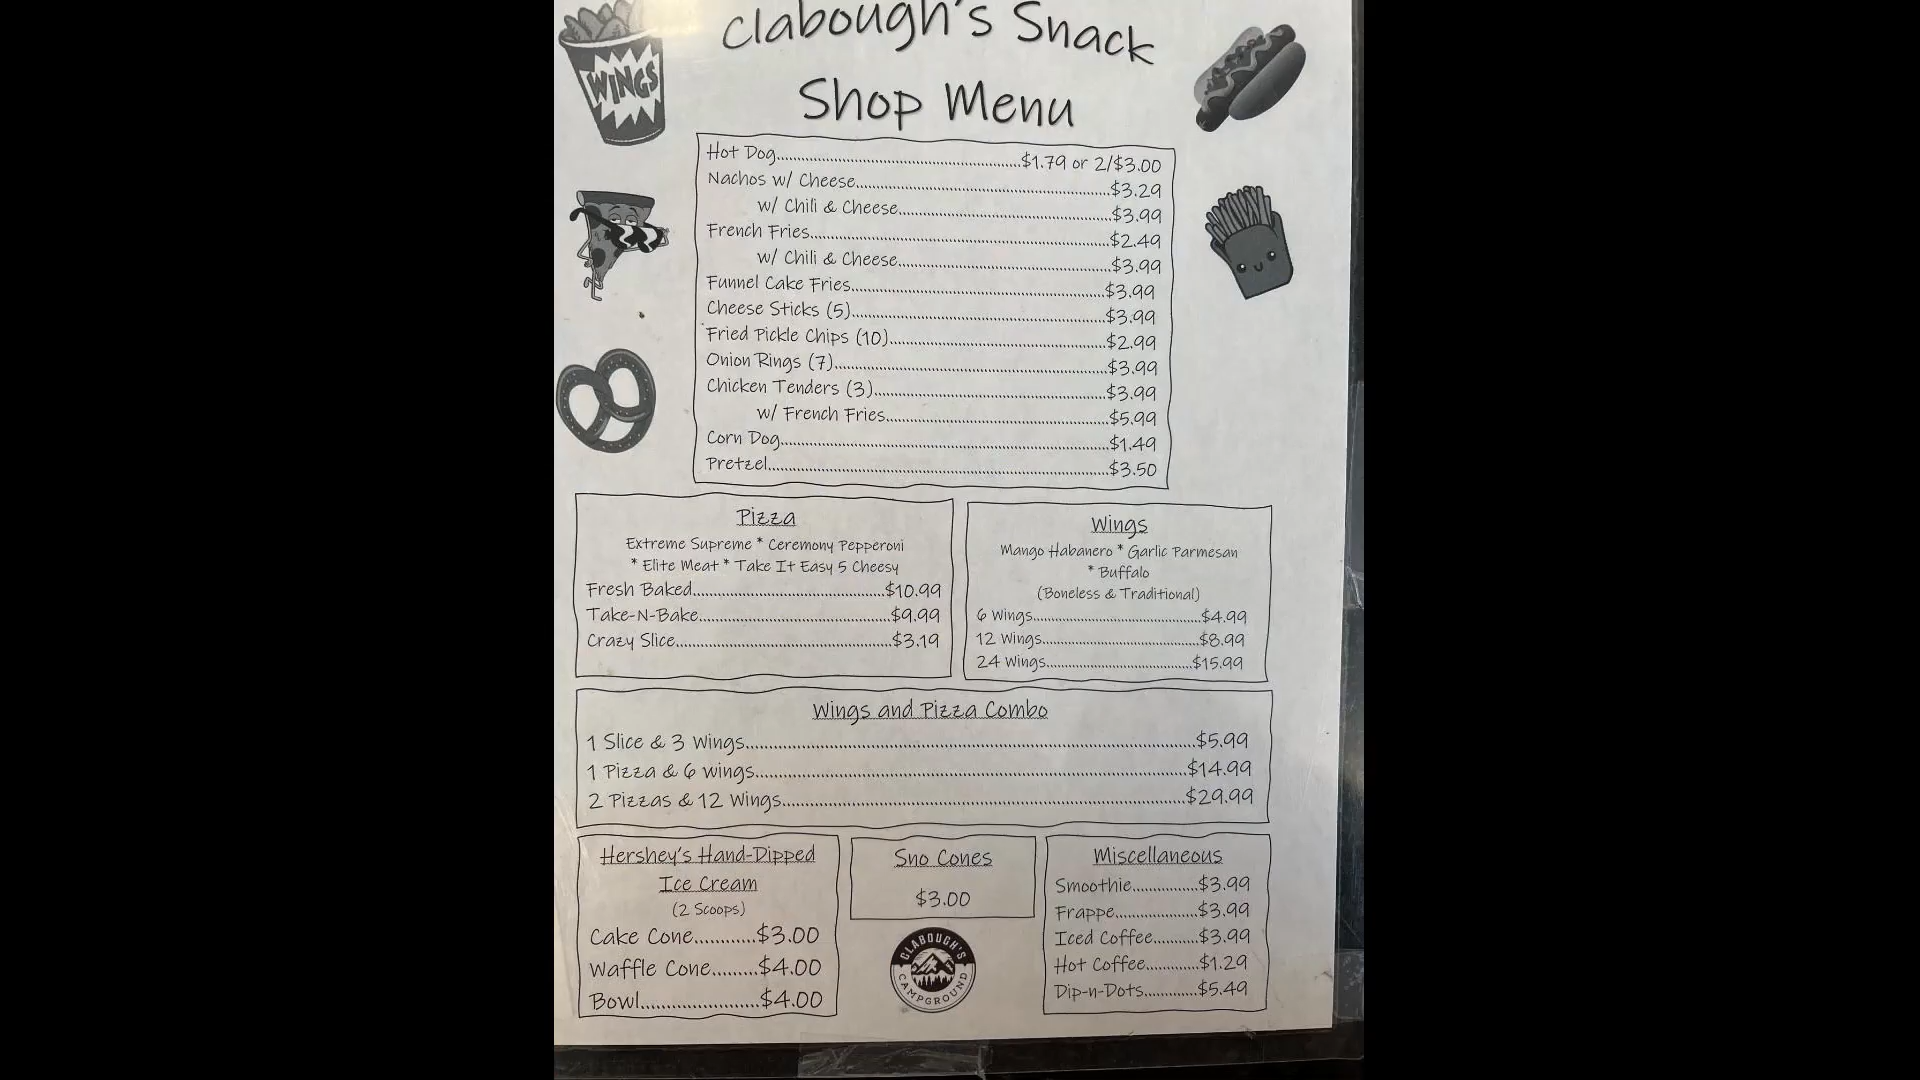 Clabough's Snack
Shop Menu
WINGS
Hot Dog...$1.79 or 2/$3.00
Nachos w/ Cheese...$3.29
w/ Chili & Cheese...$3.99
French Fries...$2.49
w/ Chili & Cheese...$3.99
Funnel Cake Fries...$3.99
Cheese Sticks (5)...$3.99
Fried Pickle Chips (10)...$2.99
Onion Rings (7)...$3.99
Chicken Tenders (3)...$3.99
w/ French Fries...$5.99
Corn Dog...$1.49
Pretzel...$3.50
Pizza
Extreme Supreme * Ceremony Pepperoni
* Elite Meat * Take It Easy 5 Cheesy
Fresh Baked...$10.99
Take-N-Bake...$9.99
Crazy Slice...$3.19
Wings
Mango Habanero * Garlic Parmesan
* Buffalo
(Boneless & Traditional)
6 Wings...$4.99
12 Wings...$8.99
24 Wings...$15.99
Wings and Pizza Combo
1 Slice & 3 Wings...$5.99
1 Pizza & 6 wings...$14.99
2 Pizzas & 12 Wings...$29.99
Hershey's Hand-Dipped
Ice Cream
(2 Scoops)
Cake Cone...$3.00
Waffle Cone...$4.00
Bowl...$4.00
Sno Cones
$3.00
CLABOUGH'S
CAMPGROUND
Miscellaneous
Smoothie...$3.99
Frappe...$3.99
Iced Coffee...$3.99
Hot Coffee...$1.29
Dip-n-Dots...$5.49